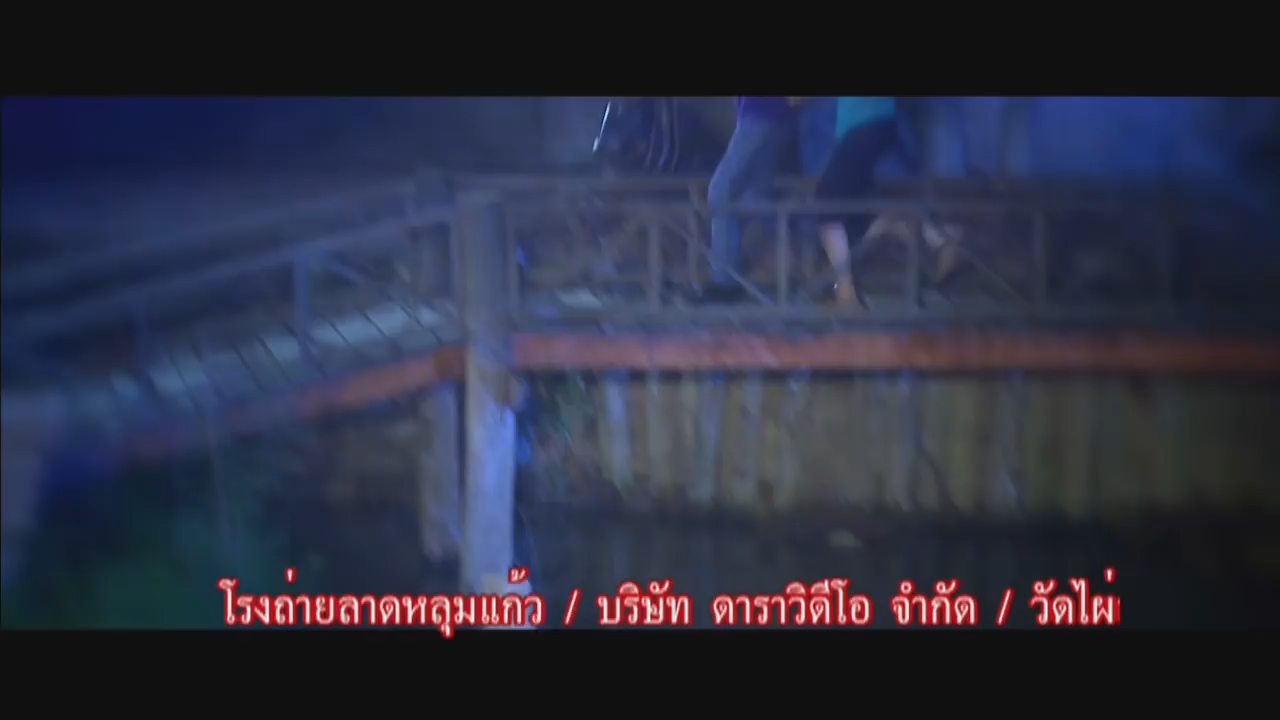 โรงถ่ายลาดหลุมแก้ว / บริษัท ดาราวิดีโอ จำกัด / วัดไผ่